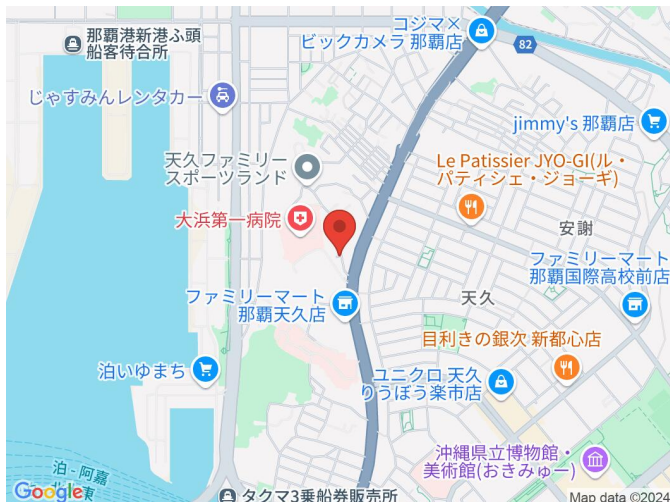 コジマ×
ビックカメラ 那覇店
那覇港新港ふ頭
船客待合所
82
じゃすみんレンタカー
jimmy's 那覇店
天久ファミリー
スポーツランド
Le Patissier JYO-GI(ル・
パティシェ・ジョーギ)
大浜第一病院
安謝
ファミリーマート
那覇国際高校前店
ファミリーマート
那覇天久店
天久
目利きの銀次 新都心店
泊いゆまち
ユニクロ 天久
りうぼう楽市店
沖縄県立博物館・
美術館(おきみゅー)
泊 - 阿嘉
Google
タクマ3乗船券販売所
Map data ©2024